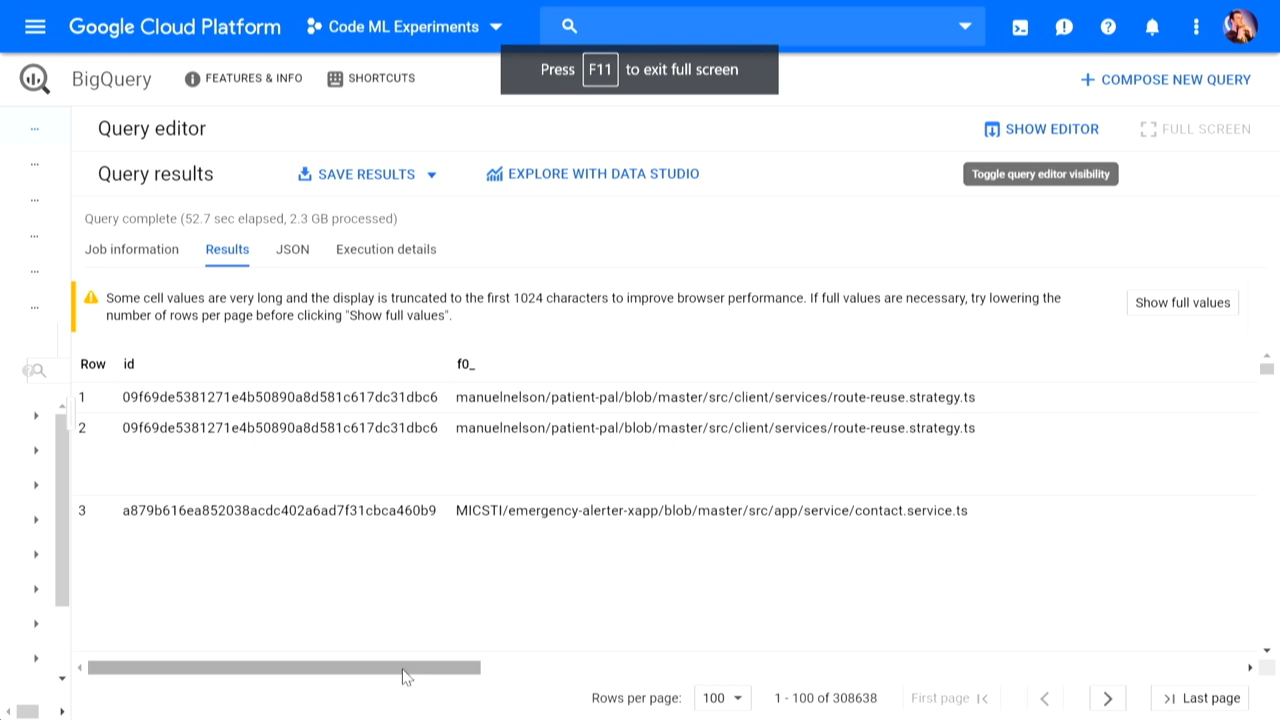 Google Cloud Platform Code ML Experiments
Press F11 to exit full screen
BigQuery FEATURES & INFO SHORTCUTS + COMPOSE NEW QUERY
Query editor SHOW EDITOR FULL SCREEN
Query results SAVE RESULTS EXPLORE WITH DATA STUDIO
Toggle query editor visibility
Query complete (52.7 sec elapsed, 2.3 GB processed)
Job information Results JSON Execution details
Some cell values are very long and the display is truncated to the first 1024 characters to improve browser performance. If full values are necessary, try lowering the
number of rows per page before clicking "Show full values".
Show full values
Row id f0_
1 09f69de5381271e4b50890a8d581c617dc31dbc6 manuelnelson/patient-pal/blob/master/src/client/services/route-reuse.strategy.ts
2 09f69de5381271e4b50890a8d581c617dc31dbc6 manuelnelson/patient-pal/blob/master/src/client/services/route-reuse.strategy.ts
3 a879b616ea852038acdc402a6ad7f31cbca460b9 MICSTI/emergency-alerter-xapp/blob/master/src/app/service/contact.service.ts
Rows per page: 100 1 - 100 of 308638 First page Last page